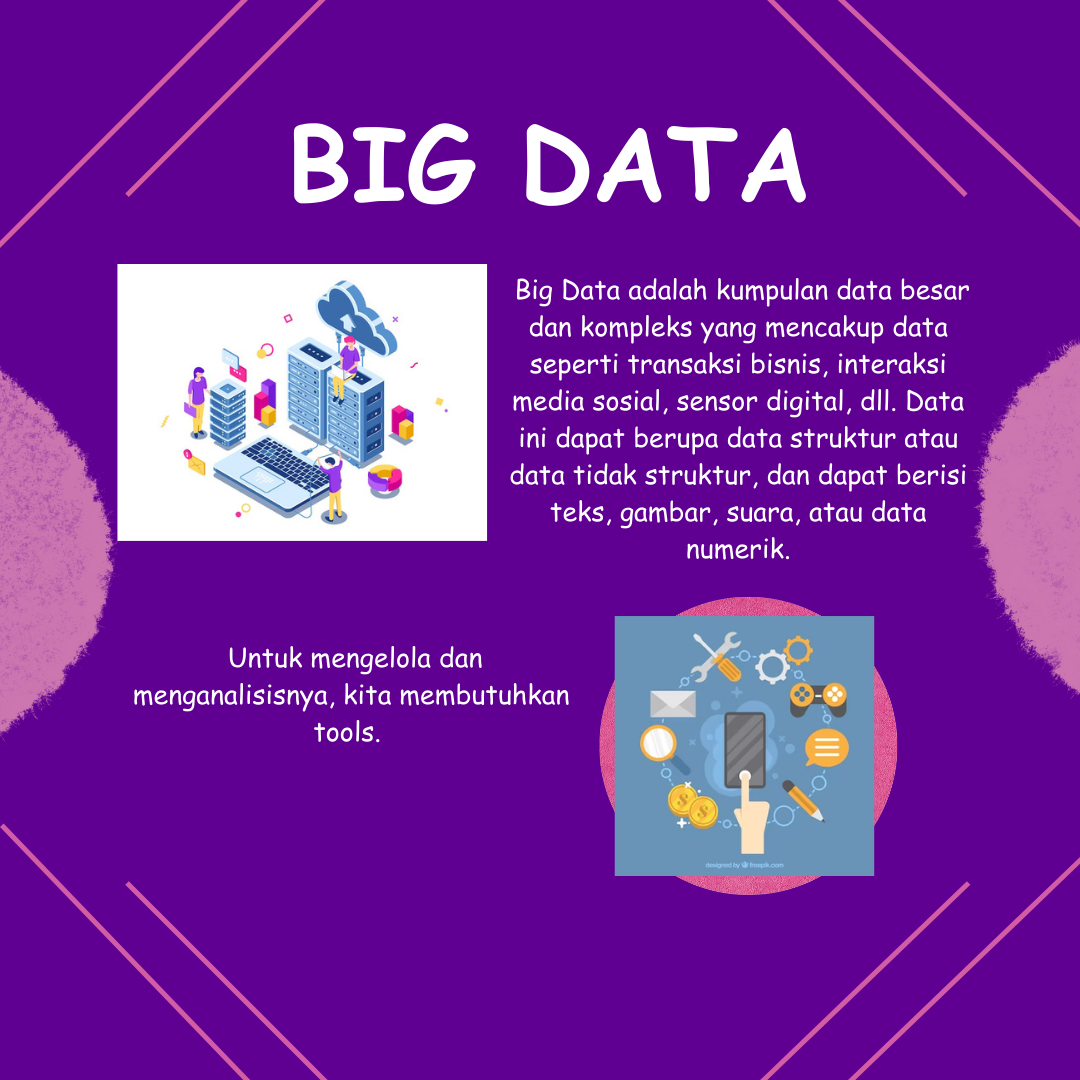 BIG DATA
Big Data adalah kumpulan data besar
dan kompleks yang mencakup data
seperti transaksi bisnis, interaksi
media sosial, sensor digital, dll. Data
ini dapat berupa data struktur atau
data tidak struktur, dan dapat berisi
teks, gambar, suara, atau data
numerik.
Untuk mengelola dan
menganalisisnya, kita membutuhkan
tools.
designed by freepik.com